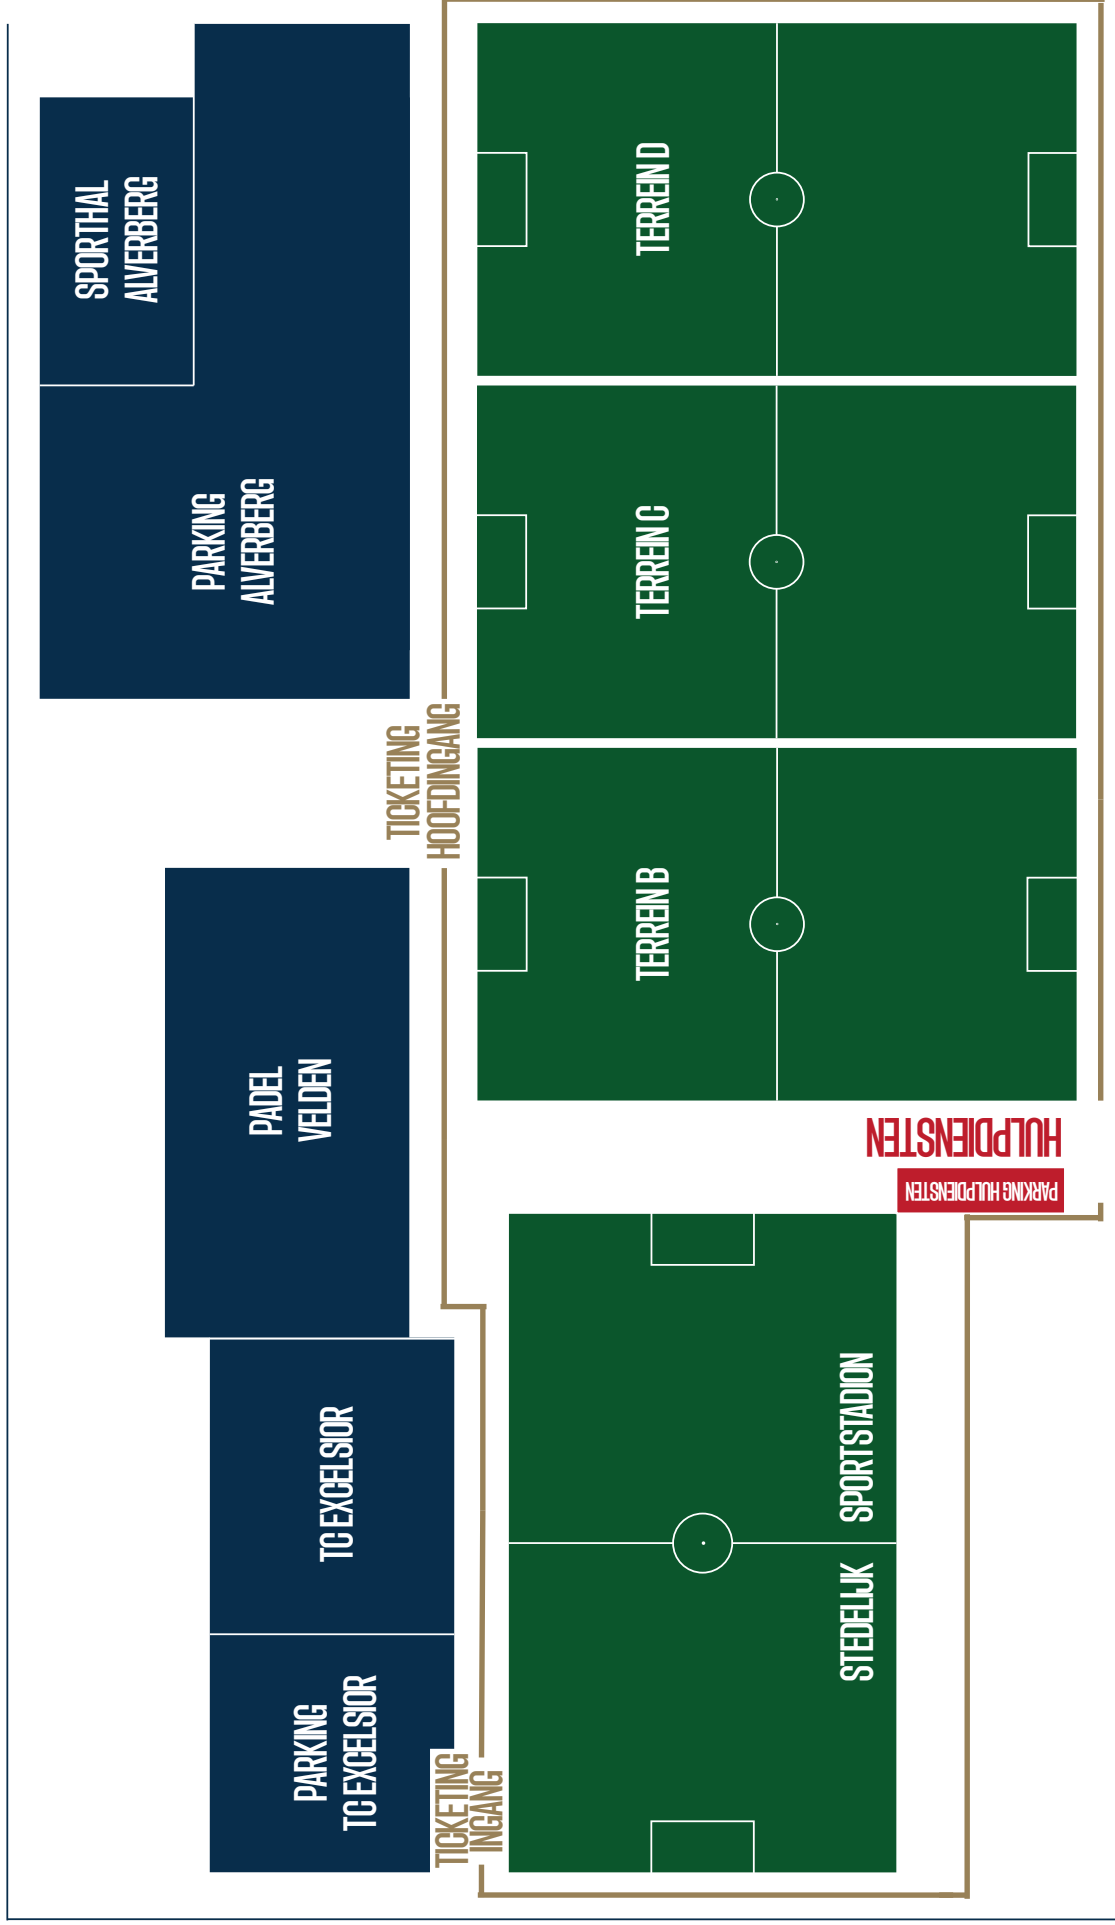 SPORTHAL
ALVERBERG
PARKING
ALVERBERG
TERREIN D
TERREIN C
TICKETING
HOOFDINGANG
TERREIN B
PADEL
VELDEN
HULPDIENSTEN
PARKING HULPDIENSTEN
TC EXCELSIOR
STEDELIJK SPORTSTADION
PARKING
TC EXCELSIOR
TICKETING
INGANG